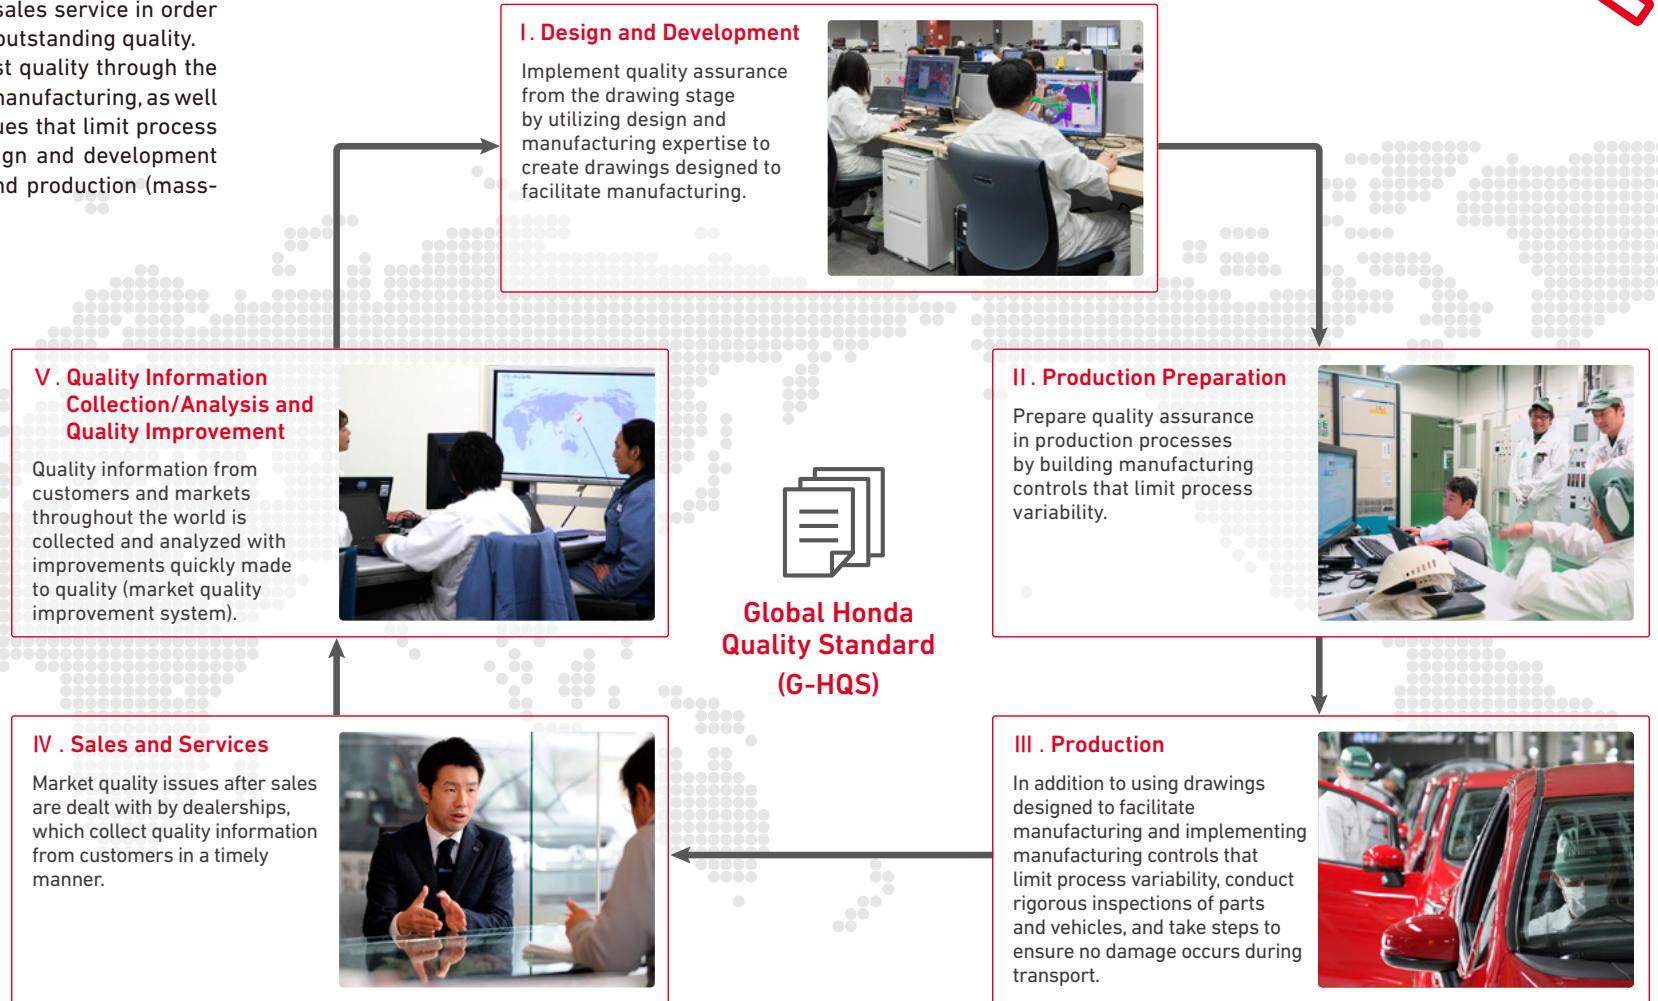 sales service in order
outstanding quality.
quality through the
manufacturing, as well
that limit process
and development
production (mass-
Ⅰ. Design and Development
Implement quality assurance
from the drawing stage
by utilizing design and
manufacturing expertise to
create drawings designed to
facilitate manufacturing.
Ⅱ. Production Preparation
Prepare quality assurance
in production processes
by building manufacturing
controls that limit process
variability.
Ⅲ. Production
In addition to using drawings
designed to facilitate
manufacturing and implementing
manufacturing controls that
limit process variability, conduct
rigorous inspections of parts
and vehicles, and take steps to
ensure no damage occurs during
transport.
Ⅳ. Sales and Services
Market quality issues after sales
are dealt with by dealerships,
which collect quality information
from customers in a timely
manner.
Ⅴ. Quality Information
Collection/Analysis and
Quality Improvement
Quality information from
customers and markets
throughout the world is
collected and analyzed with
improvements quickly made
to quality (market quality
improvement system).
Global Honda
Quality Standard
(G-HQS)